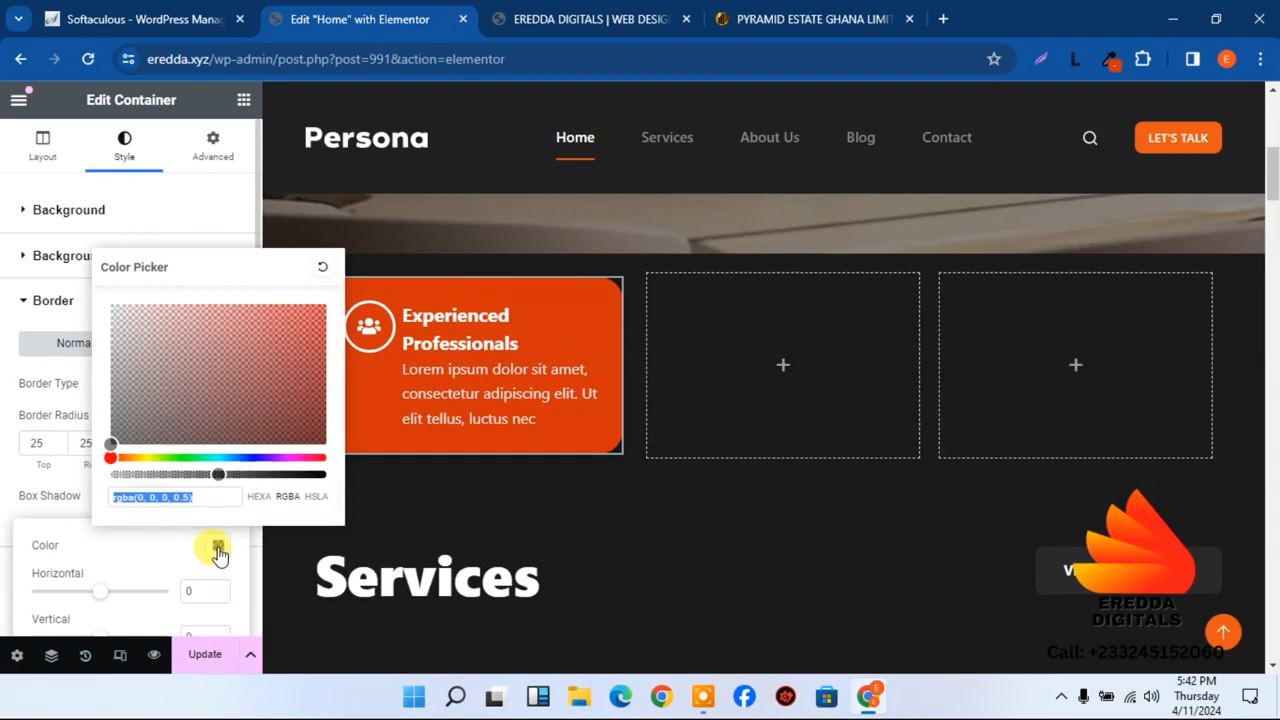 Softaculous - WordPress Mana
Edit "Home" with Elementor
EREDDA DIGITALS | WEB DESIG
PYRAMID ESTATE GHANA LIMI
eredda.xyz/wp-admin/post.php?post=991&action=elementor
L
E
Edit Container
Layout
Style
Advanced
Persona
Home
Services
About Us
Blog
Contact
LET'S TALK
Background
Backgrou
Border
Norma
Border Type
Border Radius
25
25
Top
Ri
Box Shadow
Color Picker
rgba(0, 0, 0, 0.5)
HEXA
RGBA
HSLA
Color
Horizontal
0
Vertical
0
Update
Experienced
Professionals
Lorem ipsum dolor sit amet,
consectetur adipiscing elit. Ut
elit tellus, luctus nec
Services
EREDDA
DIGITALS
Call: +233245152060
E
5:42 PM
Thursday
4/11/2024